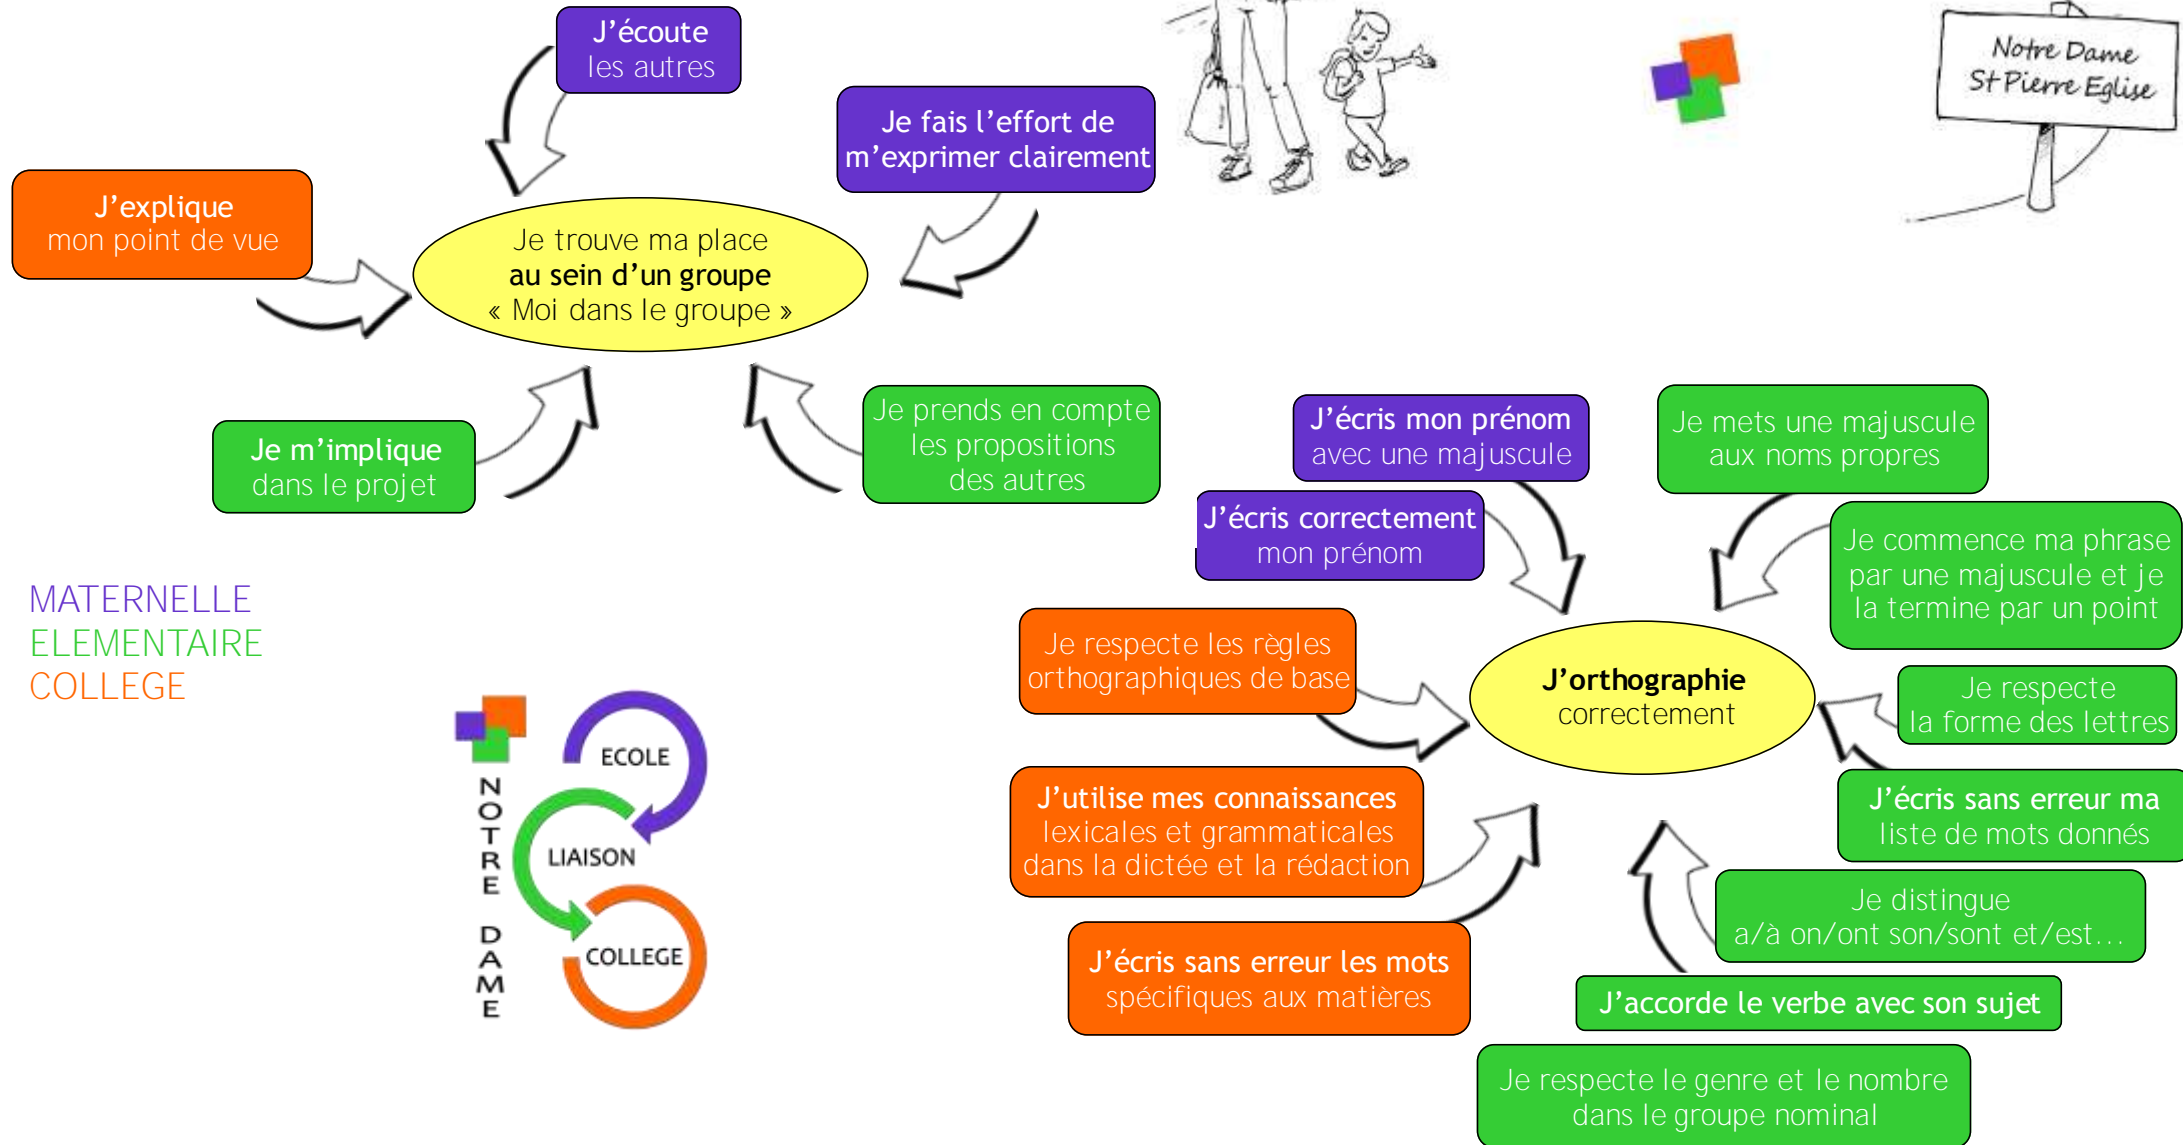 J’écoute
les autres
Je fais l’effort de
m’exprimer clairement
J’explique
mon point de vue
Je trouve ma place
au sein d’un groupe
« Moi dans le groupe »
Je m’implique
dans le projet
Je prends en compte
les propositions
des autres
Notre Dame
St Pierre Eglise
MATERNELLE
ELEMENTAIRE
COLLEGE
NOTRE DAME
ECOLE
LIAISON
COLLEGE
J’écris mon prénom
avec une majuscule
J’écris correctement
mon prénom
Je mets une majuscule
aux noms propres
Je commence ma phrase
par une majuscule et je
la termine par un point
Je respecte les règles
orthographiques de base
J’orthographie
correctement
Je respecte
la forme des lettres
J’utilise mes connaissances
lexicales et grammaticales
dans la dictée et la rédaction
J’écris sans erreur ma
liste de mots donnés
Je distingue
a/à on/ont son/sont et/est…
J’écris sans erreur les mots
spécifiques aux matières
J’accorde le verbe avec son sujet
Je respecte le genre et le nombre
dans le groupe nominal